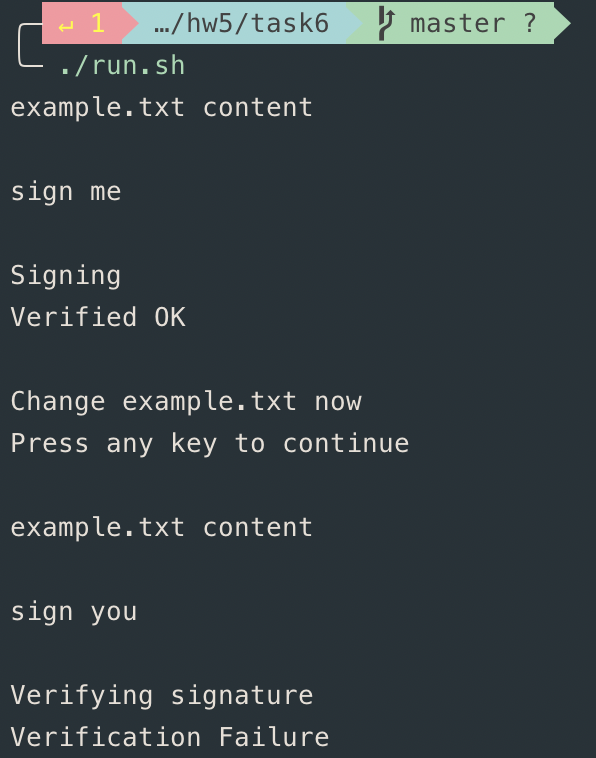 ↵ 1 …/hw5/task6 master ?
./run.sh
example.txt content
sign me
Signing
Verified OK
Change example.txt now
Press any key to continue
example.txt content
sign you
Verifying signature
Verification Failure